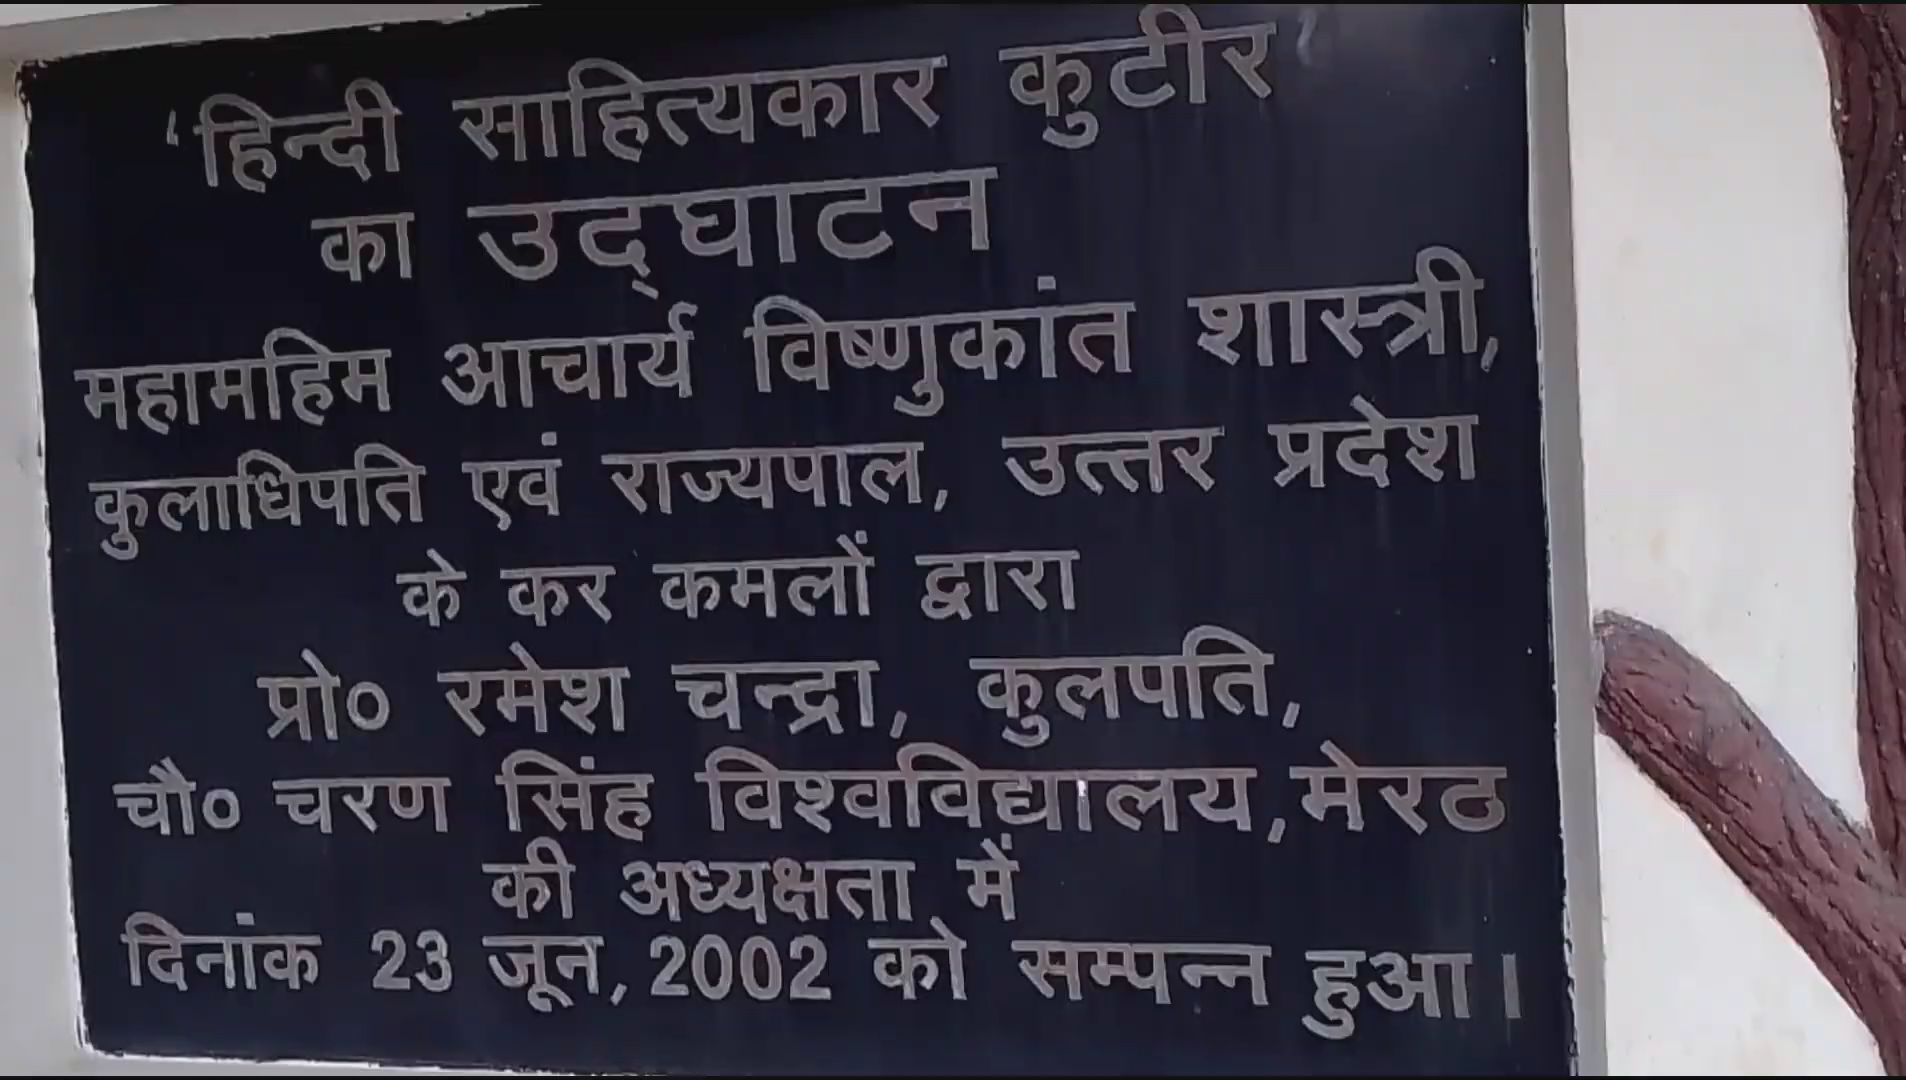 ‘हिन्दी साहित्यकार कुटीर’
का उद्‌घाटन
महामहिम आचार्य विष्णुकांत शास्त्री,
कुलाधिपति एवं राज्यपाल, उत्तर प्रदेश
के कर कमलों द्वारा
प्रो० रमेश चन्द्रा, कुलपति,
चौ० चरण सिंह विश्वविद्यालय,मेरठ
की अध्यक्षता में
दिनांक 23 जून,2002 को सम्पन्न हुआ।